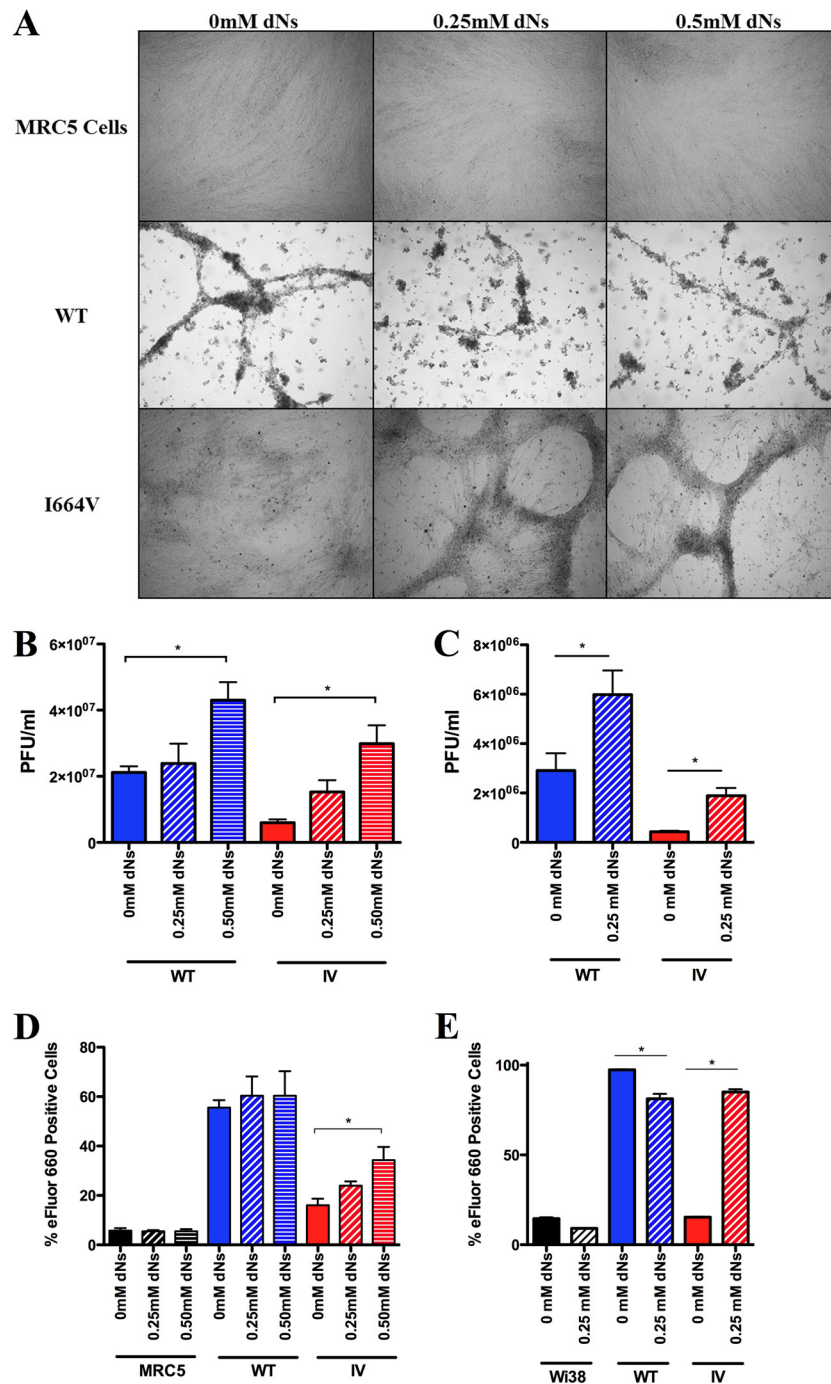 A
0mM dNs 0.25mM dNs 0.5mM dNs
MRC5 Cells
WT
I664V
B
PFU/ml
6×10^07
4×10^07
2×10^07
0
*
*
0mM dNs
0.25mM dNs
0.50mM dNs
0mM dNs
0.25mM dNs
0.50mM dNs
WT
IV
C
PFU/ml
8×10^06
6×10^06
4×10^06
2×10^06
0
*
*
0 mM dNs
0.25 mM dNs
0 mM dNs
0.25 mM dNs
WT
IV
D
% eFluor 660 Positive Cells
80
60
40
20
0
*
0mM dNs
0.25mM dNs
0.50mM dNs
0mM dNs
0.25mM dNs
0.50mM dNs
0mM dNs
0.25mM dNs
0.50mM dNs
MRC5
WT
IV
E
% eFluor 660 Positive Cells
100
50
0
*
*
0 mM dNs
0.25 mM dNs
0 mM dNs
0.25 mM dNs
0 mM dNs
0.25 mM dNs
Wi38
WT
IV